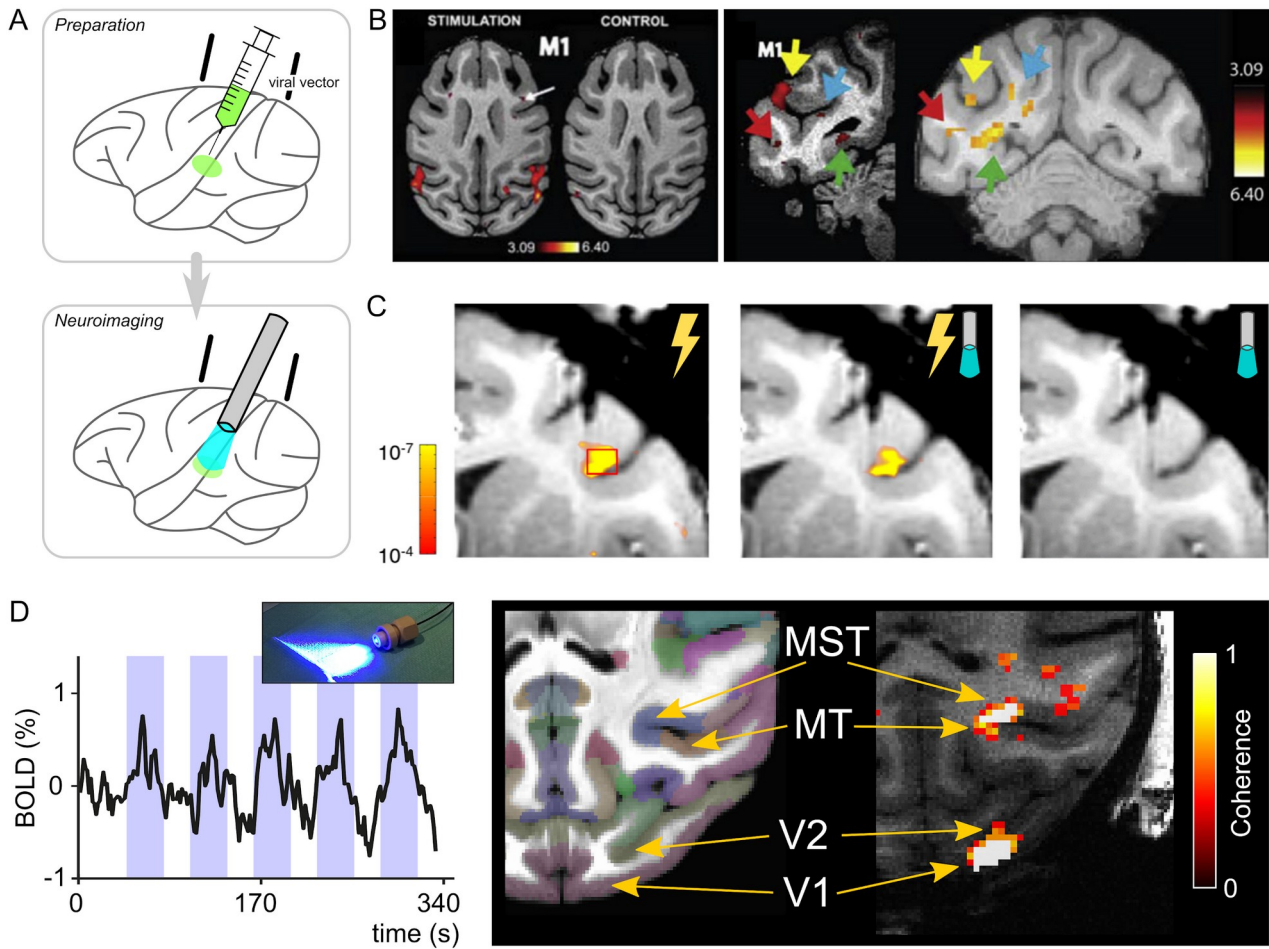 A
Preparation
viral vector
Neuroimaging
B
STIMULATION
CONTROL
M1
3.09
6.40
M1
3.09
6.40
C
10-7
10-4
D
BOLD (%)
1
0
-1
0
170
340
time (s)
MST
MT
V2
V1
1
Coherence
0